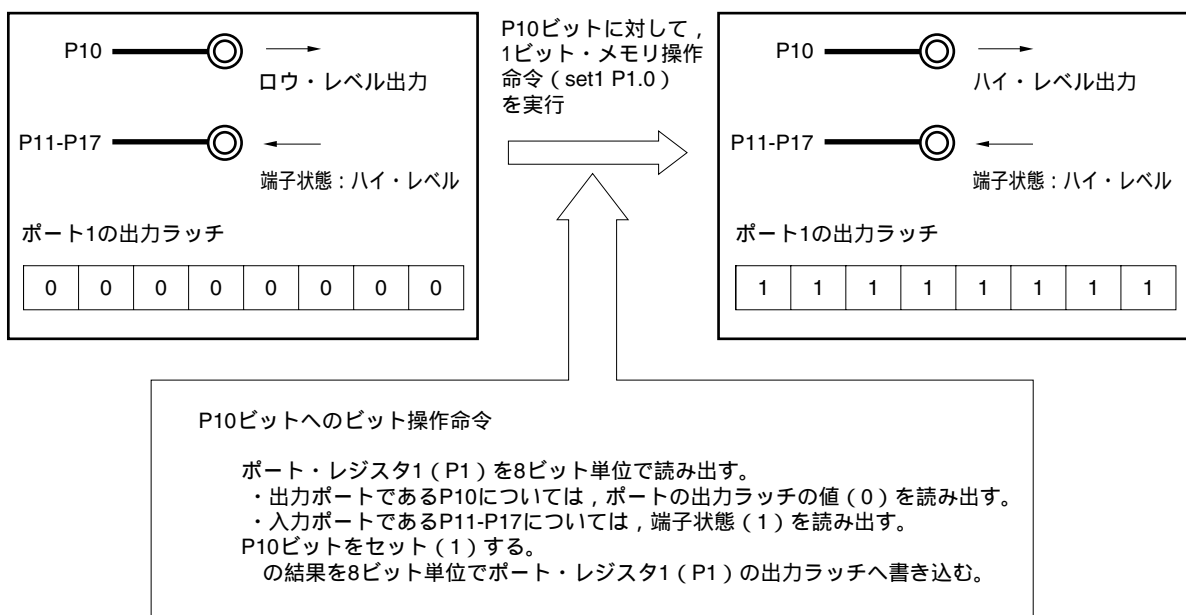 P10
ロウ・レベル出力
P11-P17
端子状態：ハイ・レベル
ポート1の出力ラッチ
0 0 0 0 0 0 0 0
P10ビットに対して，
1ビット・メモリ操作
命令（set1 P1.0）
を実行
P10
ハイ・レベル出力
P11-P17
端子状態：ハイ・レベル
ポート1の出力ラッチ
1 1 1 1 1 1 1 1
P10ビットへのビット操作命令
ポート・レジスタ1（P1）を8ビット単位で読み出す。
・出力ポートであるP10については，ポートの出力ラッチの値（0）を読み出す。
・入力ポートであるP11-P17については，端子状態（1）を読み出す。
P10ビットをセット（1）する。
の結果を8ビット単位でポート・レジスタ1（P1）の出力ラッチへ書き込む。